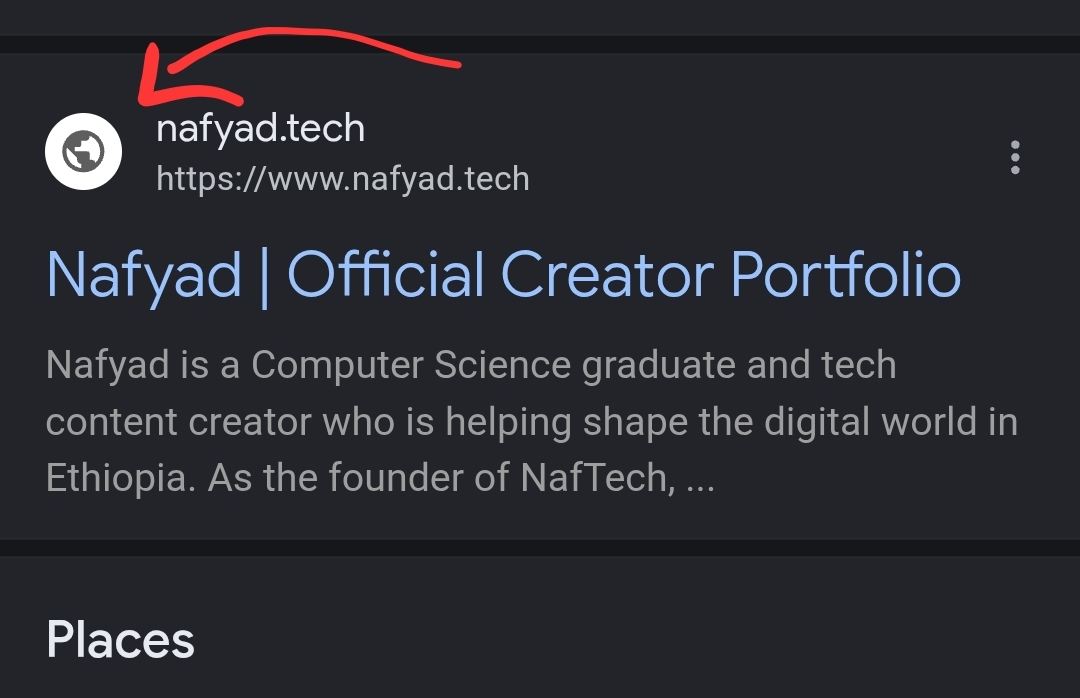 nafyad.tech
https://www.nafyad.tech
Nafyad | Official Creator Portfolio
Nafyad is a Computer Science graduate and tech
content creator who is helping shape the digital world in
Ethiopia. As the founder of NafTech, ...
Places